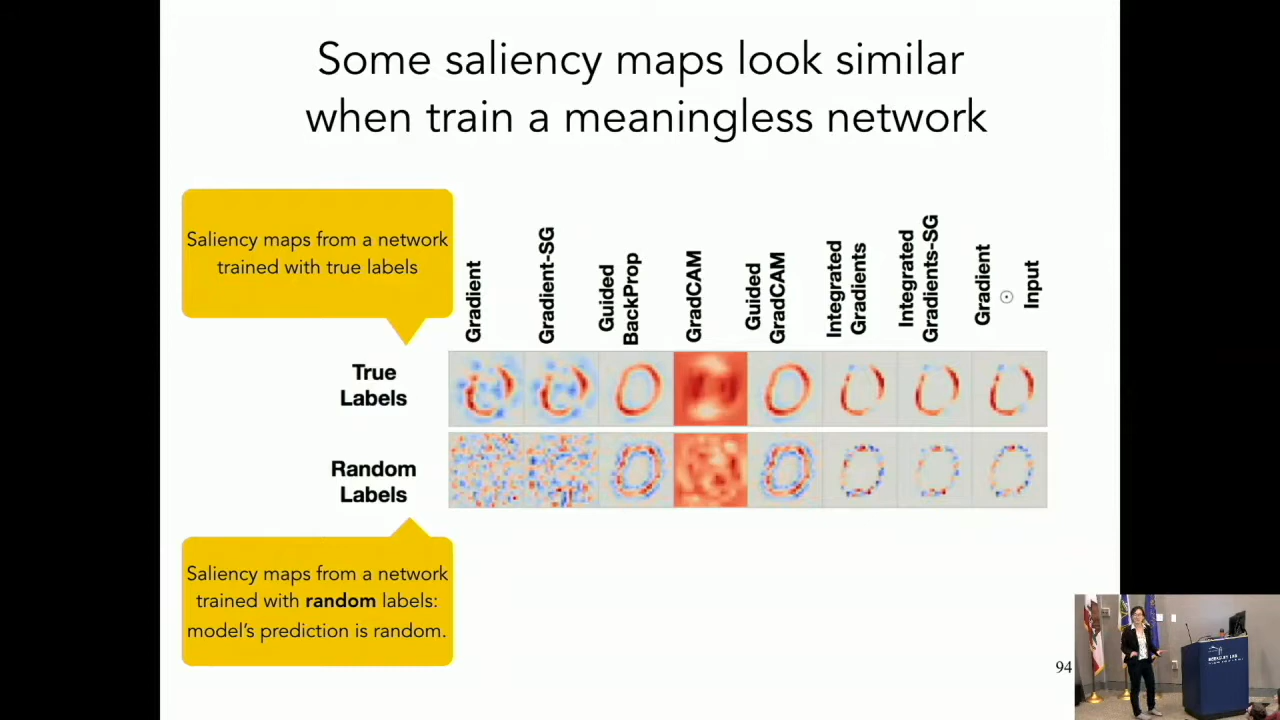 Some saliency maps look similar
when train a meaningless network
Saliency maps from a network
trained with true labels
Gradient
Gradient-SG
Guided
BackProp
GradCAM
Guided
GradCAM
Integrated
Gradients
Integrated
Gradients-SG
Gradient
⊙
Input
True
Labels
Random
Labels
Saliency maps from a network
trained with random labels:
model's prediction is random.
94
BERKELEY LAB